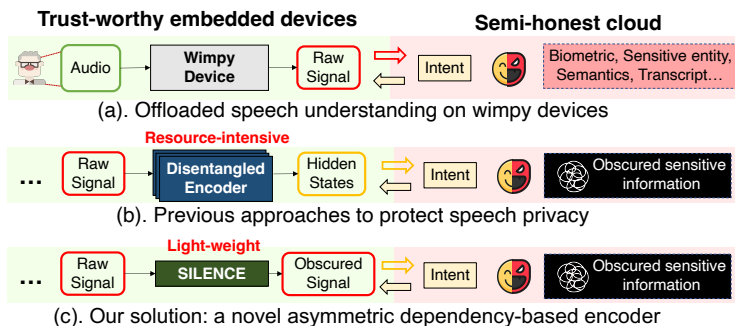 Trust-worthy embedded devices
Semi-honest cloud
Audio
Wimpy
Device
Raw
Signal
Intent
Biometric, Sensitive entity,
Semantics, Transcript...
(a). Offloaded speech understanding on wimpy devices
Resource-intensive
...
Raw
Signal
Disentangled
Encoder
Hidden
States
Intent
Obscured sensitive
information
(b). Previous approaches to protect speech privacy
Light-weight
...
Raw
Signal
SILENCE
Obscured
Signal
Intent
Obscured sensitive
information
(c). Our solution: a novel asymmetric dependency-based encoder